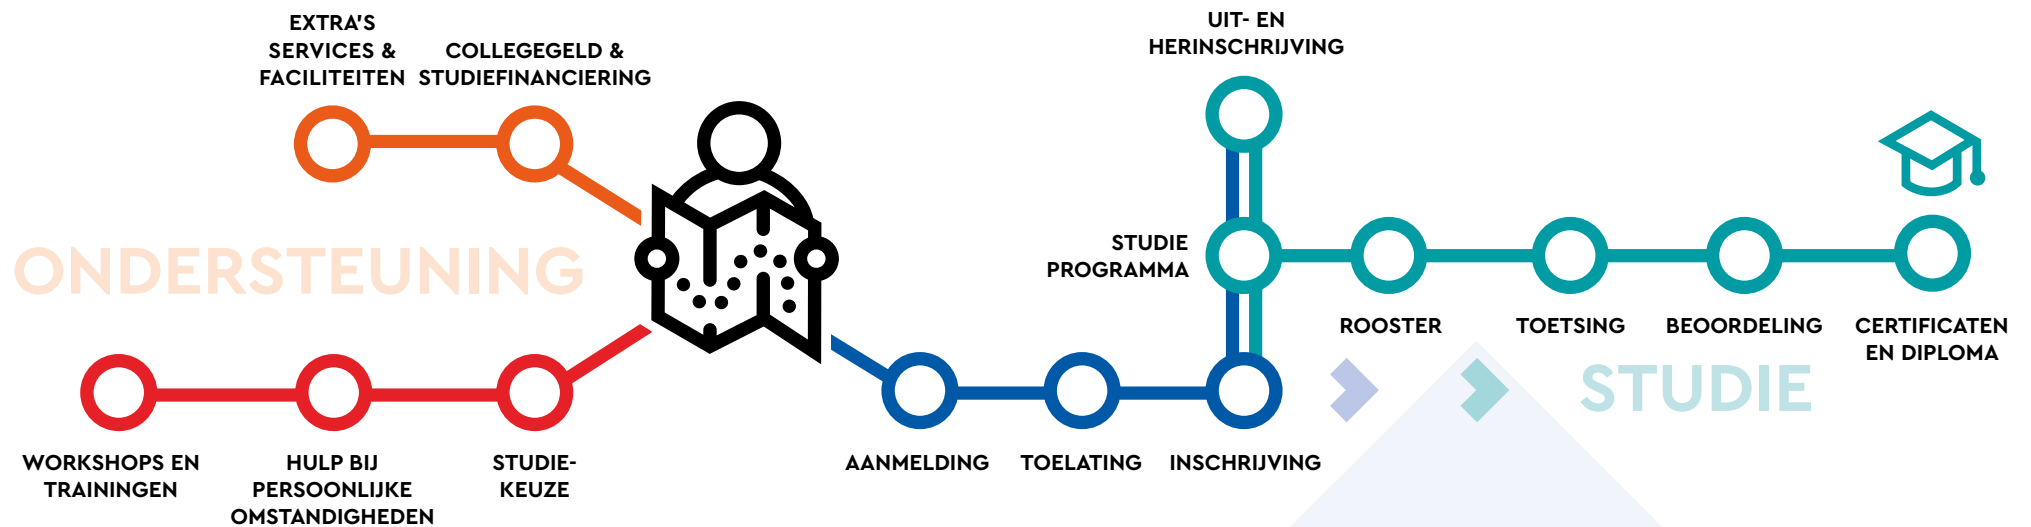 EXTRA'S
SERVICES &
FACILITEITEN
COLLEGEGELD &
STUDIEFINANCIERING
UIT- EN
HERINSCHRIJVING
ONDERSTEUNING
STUDIE
PROGRAMMA
ROOSTER
TOETSING
BEOORDELING
CERTIFICATEN
EN DIPLOMA
STUDIE
WORKSHOPS EN
TRAININGEN
HULP BIJ
PERSOONLIJKE
OMSTANDIGHEDEN
STUDIE-
KEUZE
AANMELDING
TOELATING
INSCHRIJVING